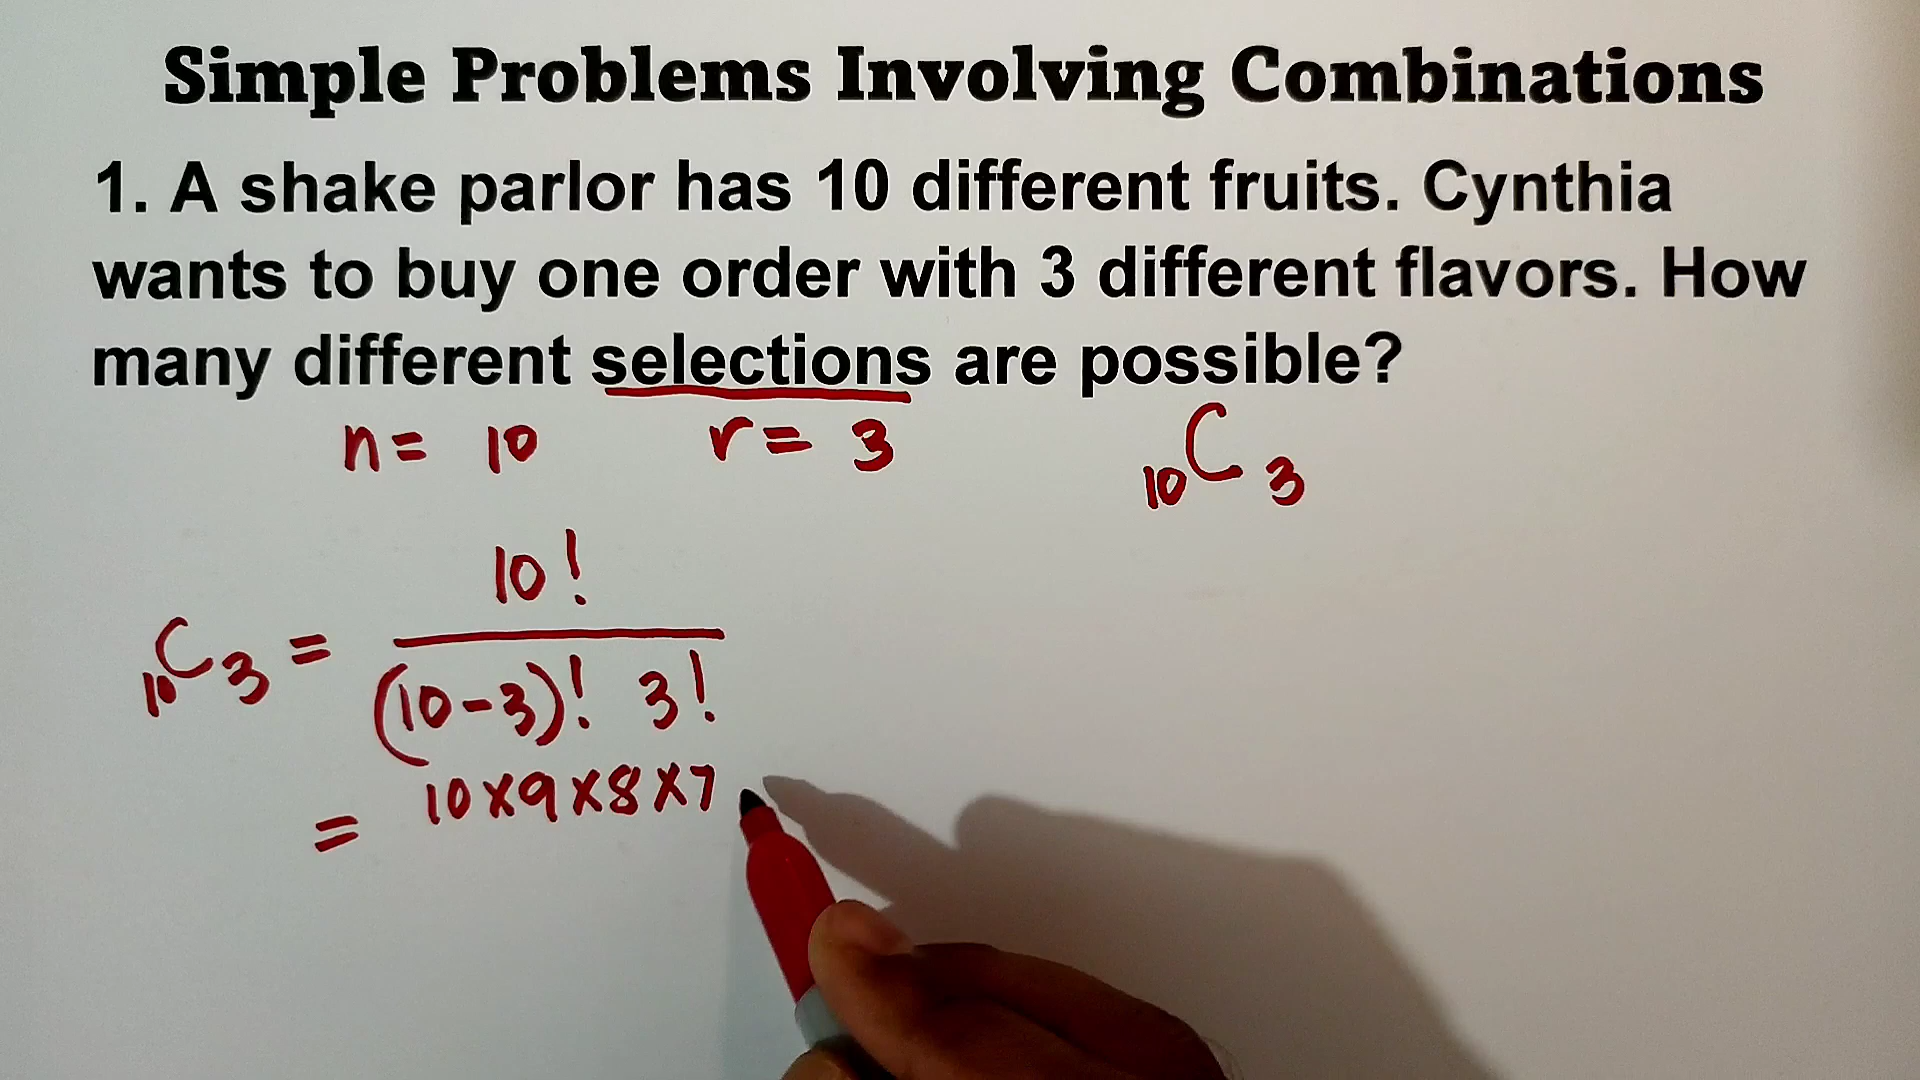 Simple Problems Involving Combinations
1. A shake parlor has 10 different fruits. Cynthia
wants to buy one order with 3 different flavors. How
many different selections are possible?
n= 10 r= 3 10C3
10!
10C3 =
(10-3)! 3!
= 10x9x8x7